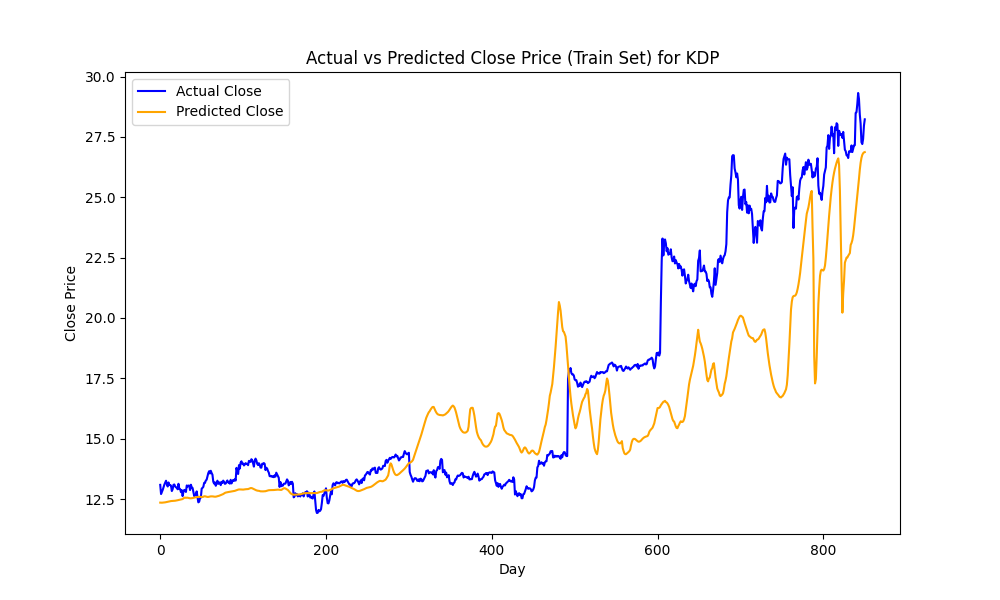 Actual vs Predicted Close Price (Train Set) for KDP
Actual Close
Predicted Close
30.0
27.5
25.0
22.5
20.0
17.5
15.0
12.5
Close Price
0 200 400 600 800
Day